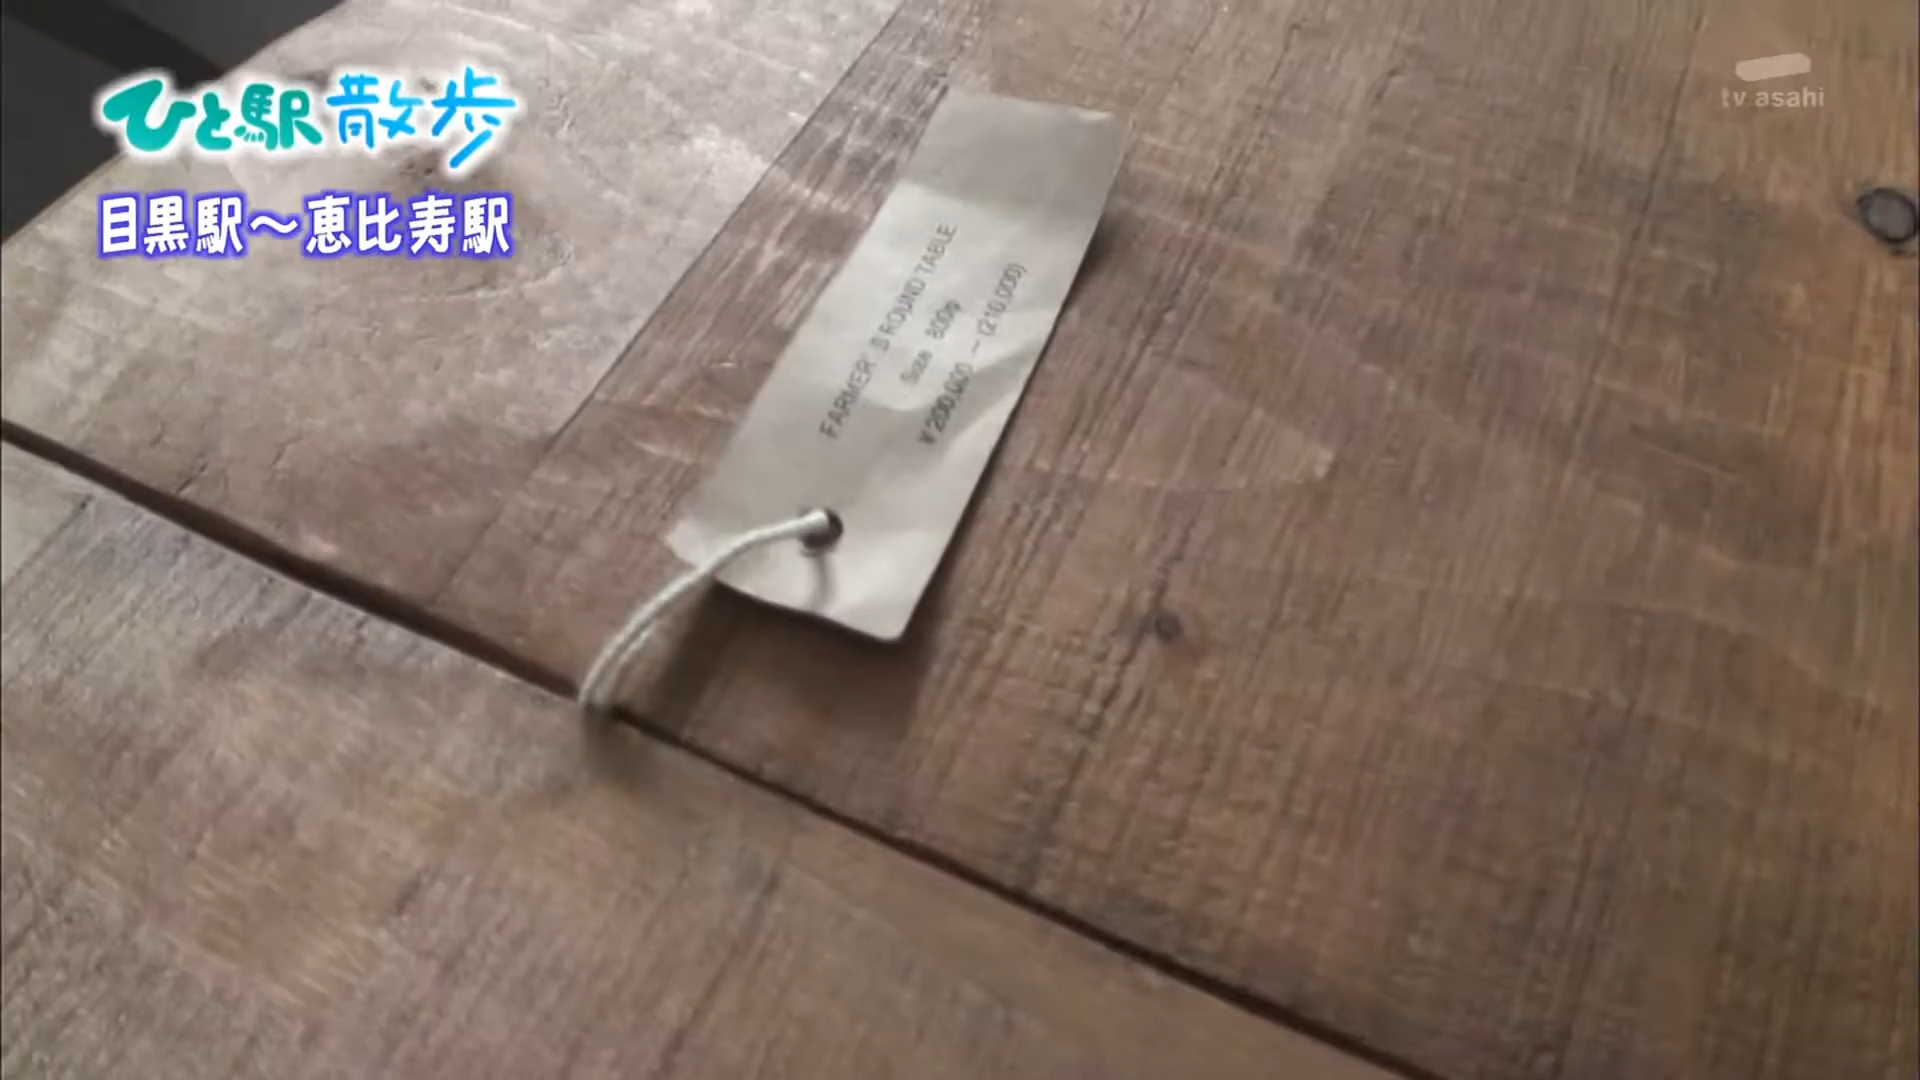 ひと駅散歩
目黒駅〜恵比寿駅
tv asahi
FARMER'S ROUND TABLE
Size 800φ
¥200,000 ~ (210,000)